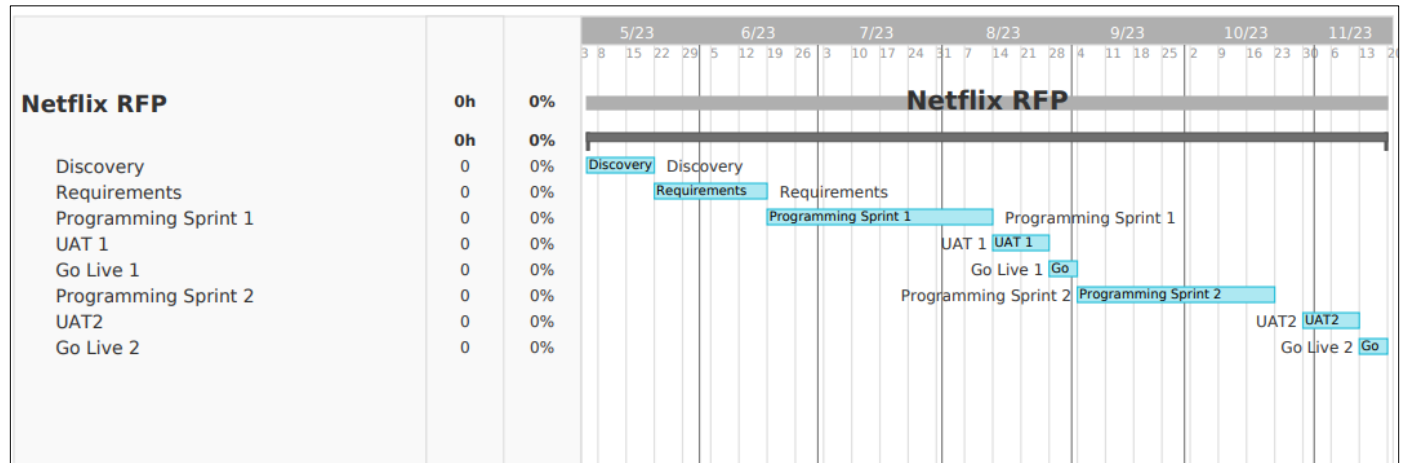 5/23 6/23 7/23 8/23 9/23 10/23 11/23
3 8 15 22 29 5 12 19 26 3 10 17 24 31 7 14 21 28 4 11 18 25 2 9 16 23 30 6 13 20
Netflix RFP 0h 0% Netflix RFP
0h 0%
Discovery 0 0% Discovery Discovery
Requirements 0 0% Requirements Requirements
Programming Sprint 1 0 0% Programming Sprint 1 Programming Sprint 1
UAT 1 0 0% UAT 1 UAT 1
Go Live 1 0 0% Go Live 1 Go
Programming Sprint 2 0 0% Programming Sprint 2 Programming Sprint 2
UAT2 0 0% UAT2 UAT2
Go Live 2 0 0% Go Live 2 Go